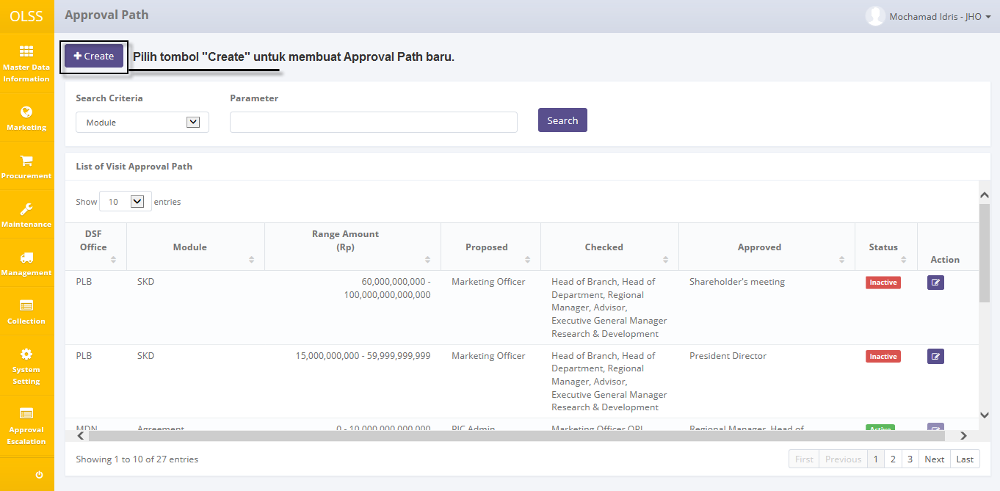 OLSS
Approval Path
Mochamad Idris - JHO
Master Data
Information
Marketing
Procurement
Maintenance
Management
Collection
System
Setting
Approval
Escalation
Create
Pilih tombol "Create" untuk membuat Approval Path baru.
Search Criteria
Parameter
Module
Search
List of Visit Approval Path
Show 10 entries
DSF
Office
Module
Range Amount
(Rp)
Proposed
Checked
Approved
Status
Action
PLB
SKD
60,000,000,000 -
100,000,000,000,000
Marketing Officer
Head of Branch, Head of
Department, Regional
Manager, Advisor,
Executive General Manager
Research & Development
Shareholder's meeting
Inactive
PLB
SKD
15,000,000,000 - 59,999,999,999
Marketing Officer
Head of Branch, Head of
Department, Regional
Manager, Advisor,
Executive General Manager
Research & Development
President Director
Inactive
MDN
Agreement
0 - 10,000,000,000,000
PIC Admin
Marketing Officer OPL
Regional Manager, Head of
Active
Showing 1 to 10 of 27 entries
First Previous 1 2 3 Next Last